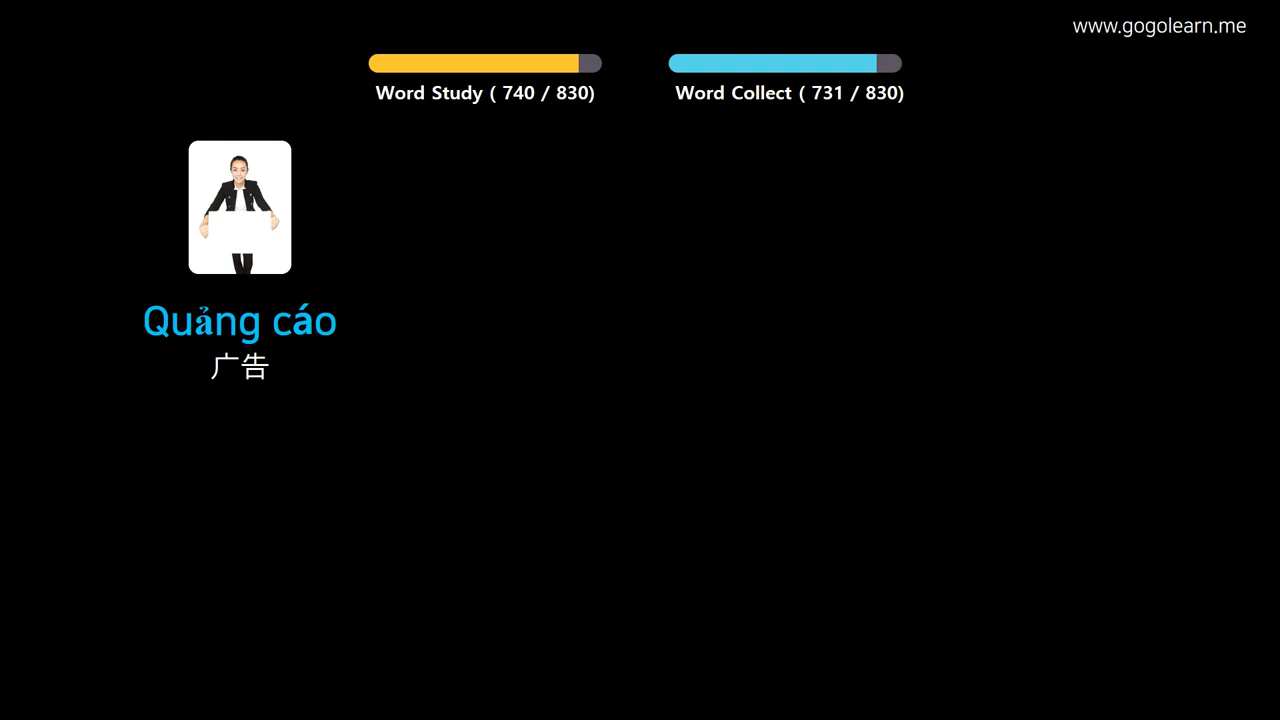 www.gogolearn.me
Word Study ( 740 / 830)
Word Collect ( 731 / 830)
Quảng cáo
广告